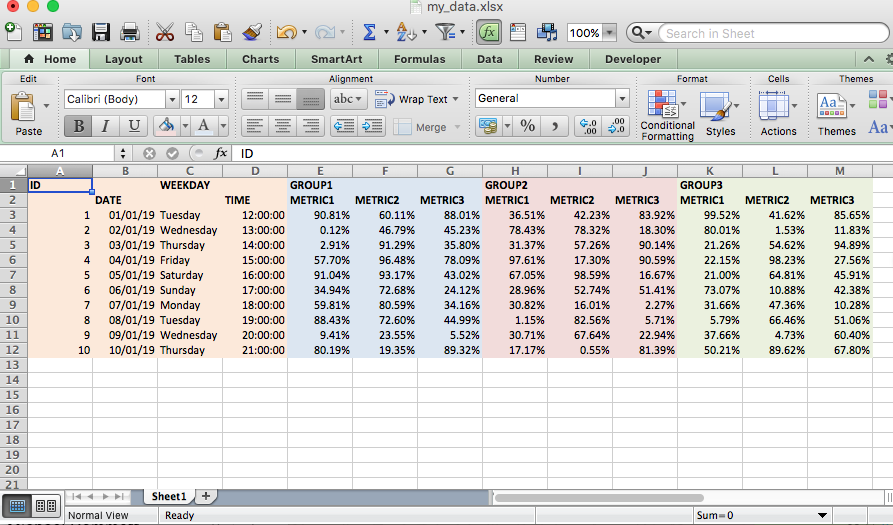 my_data.xlsx
100%
Search in Sheet
Home Layout Tables Charts SmartArt Formulas Data Review Developer
Edit Font Alignment Number Format Cells Themes
Calibri (Body) 12 abc Wrap Text General
Paste B I U A Merge % Conditional Formatting Styles Actions Themes Aa
A1 fx ID
A B C D E F G H I J K L M
1 ID WEEKDAY GROUP1 GROUP2 GROUP3
2 DATE TIME METRIC1 METRIC2 METRIC3 METRIC1 METRIC2 METRIC3 METRIC1 METRIC2 METRIC3
3 1 01/01/19 Tuesday 12:00:00 90.81% 60.11% 88.01% 36.51% 42.23% 83.92% 99.52% 41.62% 85.65%
4 2 02/01/19 Wednesday 13:00:00 0.12% 46.79% 45.23% 78.43% 78.32% 18.30% 80.01% 1.53% 11.83%
5 3 03/01/19 Thursday 14:00:00 2.91% 91.29% 35.80% 31.37% 57.26% 90.14% 21.26% 54.62% 94.89%
6 4 04/01/19 Friday 15:00:00 57.70% 96.48% 78.09% 97.61% 17.30% 90.59% 22.15% 98.23% 27.56%
7 5 05/01/19 Saturday 16:00:00 91.04% 93.17% 43.02% 67.05% 98.59% 16.67% 21.00% 64.81% 45.91%
8 6 06/01/19 Sunday 17:00:00 34.94% 72.68% 24.12% 28.96% 52.74% 51.41% 73.07% 10.88% 42.38%
9 7 07/01/19 Monday 18:00:00 59.81% 80.59% 34.16% 30.82% 16.01% 2.27% 31.66% 47.36% 10.28%
10 8 08/01/19 Tuesday 19:00:00 88.43% 72.60% 44.99% 1.15% 82.56% 5.71% 5.79% 66.46% 51.06%
11 9 09/01/19 Wednesday 20:00:00 9.41% 23.55% 5.52% 30.71% 67.64% 22.94% 37.66% 4.73% 60.40%
12 10 10/01/19 Thursday 21:00:00 80.19% 19.35% 89.32% 17.17% 0.55% 81.39% 50.21% 89.62% 67.80%
13
14
15
16
17
18
19
20
21
Sheet1
Normal View Ready Sum=0